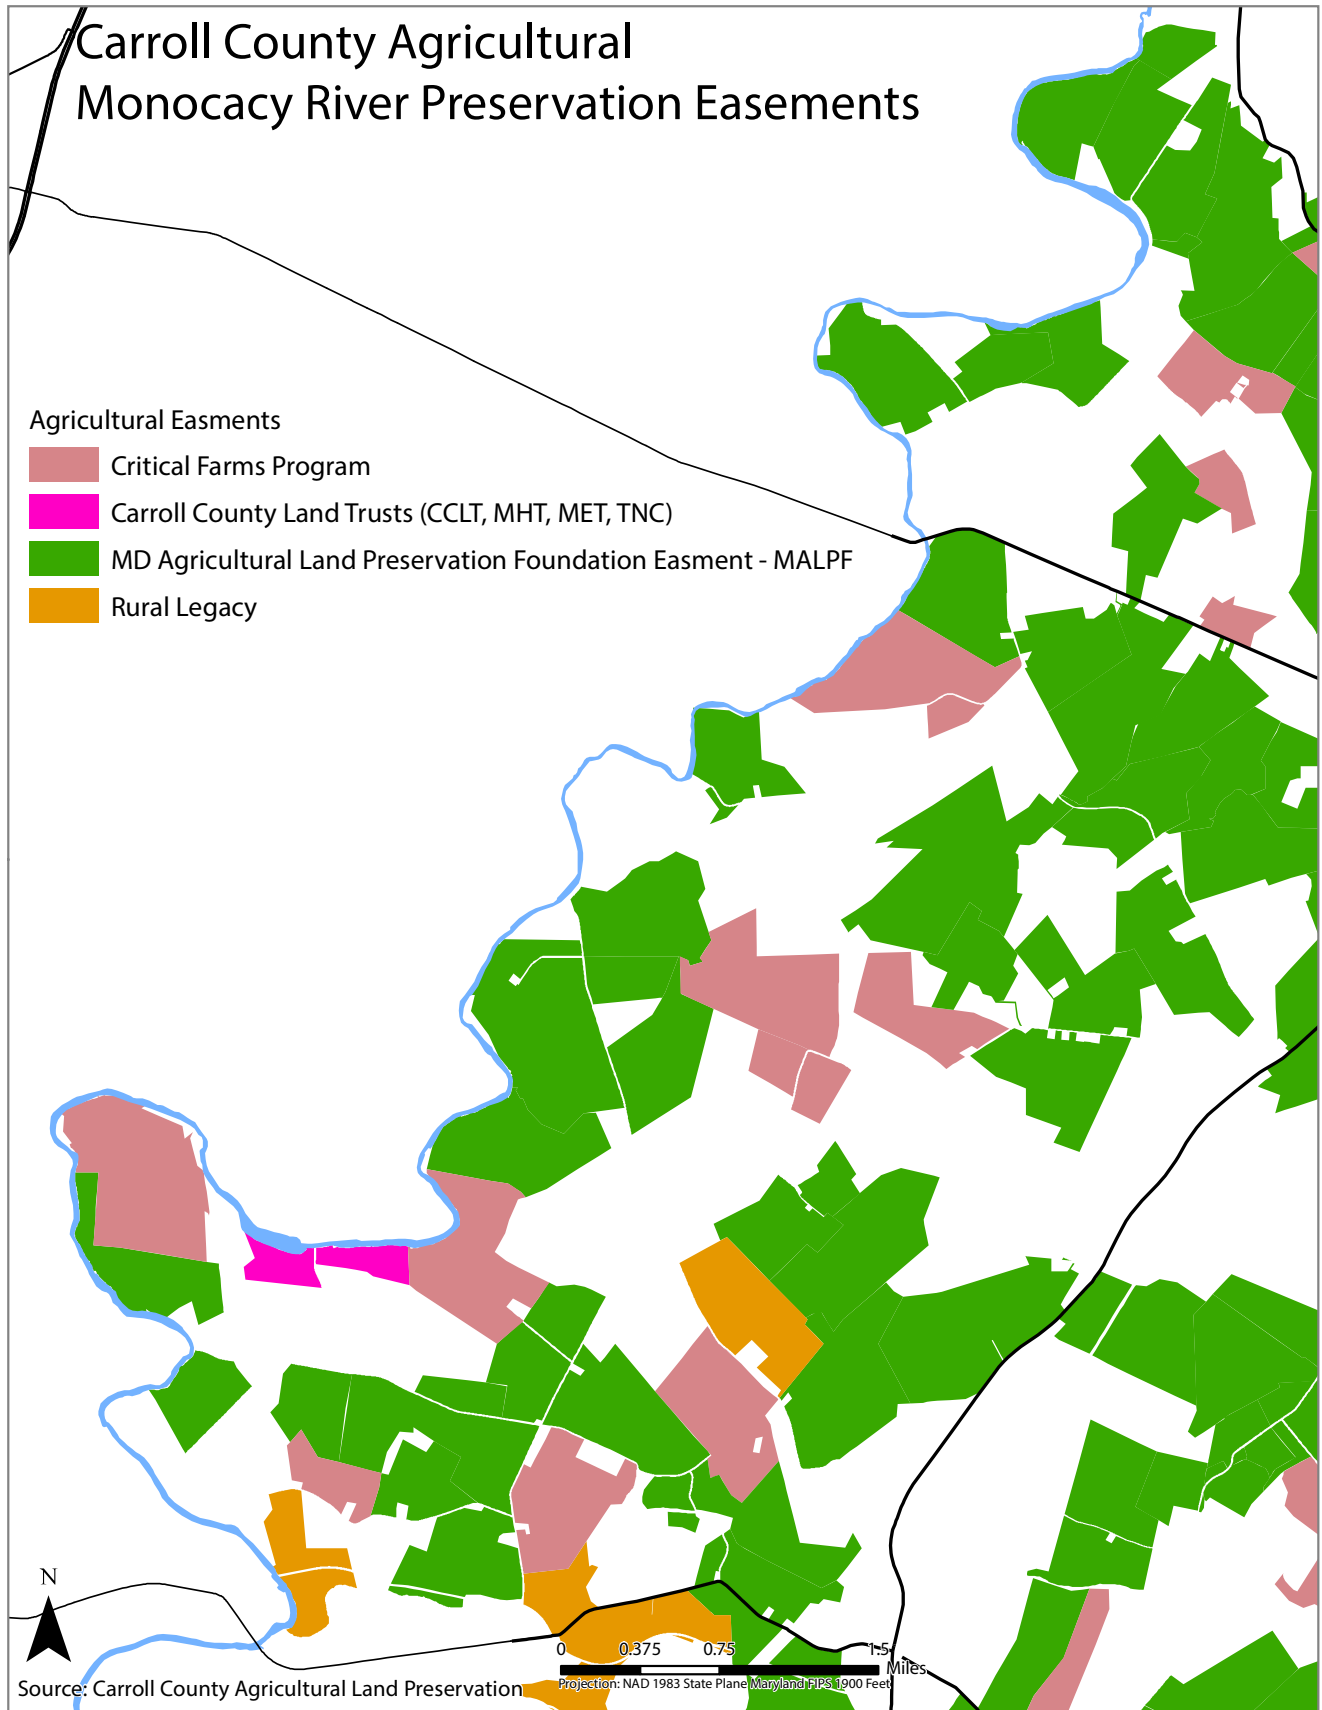 Carroll County Agricultural
Monocacy River Preservation Easements
Agricultural Easments
Critical Farms Program
Carroll County Land Trusts (CCLT, MHT, MET, TNC)
MD Agricultural Land Preservation Foundation Easment - MALPF
Rural Legacy
N
0 0.375 0.75 1.5
Miles
Projection: NAD 1983 State Plane Maryland FIPS 1900 Feet
Source: Carroll County Agricultural Land Preservation